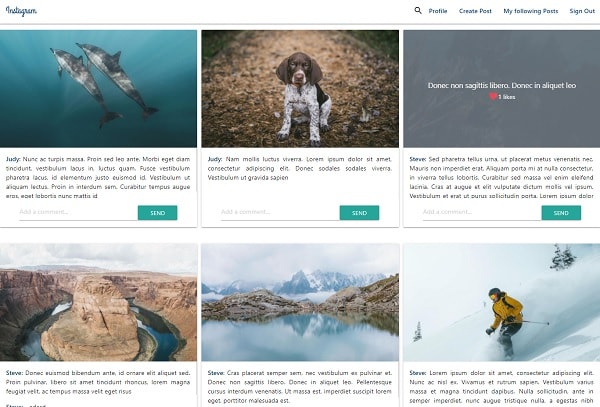 Instagram
Profile Create Post My following Posts Sign Out
Donec non sagittis libero. Donec in aliquet leo
1 likes
Judy: Nunc ac turpis massa. Proin sed leo ante. Morbi eget diam
tincidunt, vestibulum lacus in, luctus quam. Fusce vestibulum
pharetra lacus, id elementum justo euismod id. Vestibulum ut
aliquam lectus. Proin in interdum sem. Curabitur tempus augue
eros, eget lobortis nunc mattis id
Add a comment...
SEND
Judy: Nam mollis luctus viverra. Lorem ipsum dolor sit amet,
consectetur adipiscing elit. Donec sodales sodales viverra.
Vestibulum ut gravida sapien
Add a comment...
SEND
Steve: Sed pharetra tellus urna, ut placerat metus venenatis nec.
Mauris non imperdiet erat. Aliquam porta mi a nulla consectetur,
in viverra tellus lobortis. Curabitur sed massa vel enim eleifend
lacinia. Cras at augue at elit vulputate dictum mollis vel ipsum.
Vestibulum et erat ut purus sollicitudin porta. Lorem ipsum dolor
Add a comment...
SEND
Steve: Donec euismod bibendum ante, id ornare elit aliquet sed.
Proin pulvinar, libero sit amet tincidunt rhoncus, lorem magna
feugiat velit, ac tempus massa velit eget risus
Steve: Cras placerat semper sem, nec vestibulum ex pulvinar et.
Donec non sagittis libero. Donec in aliquet leo. Pellentesque
cursus interdum vestibulum. Ut massa est, imperdiet suscipit lorem
eget, porttitor malesuada est.
Steve: Lorem ipsum dolor sit amet, consectetur adipiscing elit.
Nunc ac nisl ex. Vivamus et rutrum sapien. Vestibulum varius
at magna tincidunt dapibus. Nulla sollicitudin, ante in
semper imperdiet, nunc augue tristique nulla, a egestas nibh